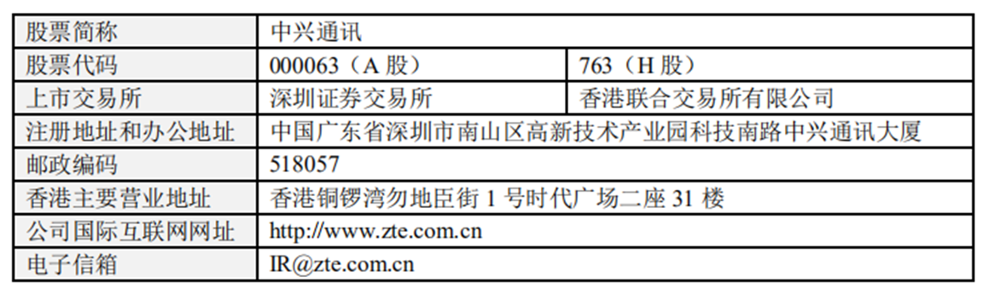 股票简称 中兴通讯
股票代码 000063（A 股） 763（H 股）
上市交易所 深圳证券交易所 香港联合交易所有限公司
注册地址和办公地址 中国广东省深圳市南山区高新技术产业园科技南路中兴通讯大厦
邮政编码 518057
香港主要营业地址 香港铜锣湾勿地臣街 1 号时代广场二座 31 楼
公司国际互联网网址 http://www.zte.com.cn
电子信箱 IR@zte.com.cn